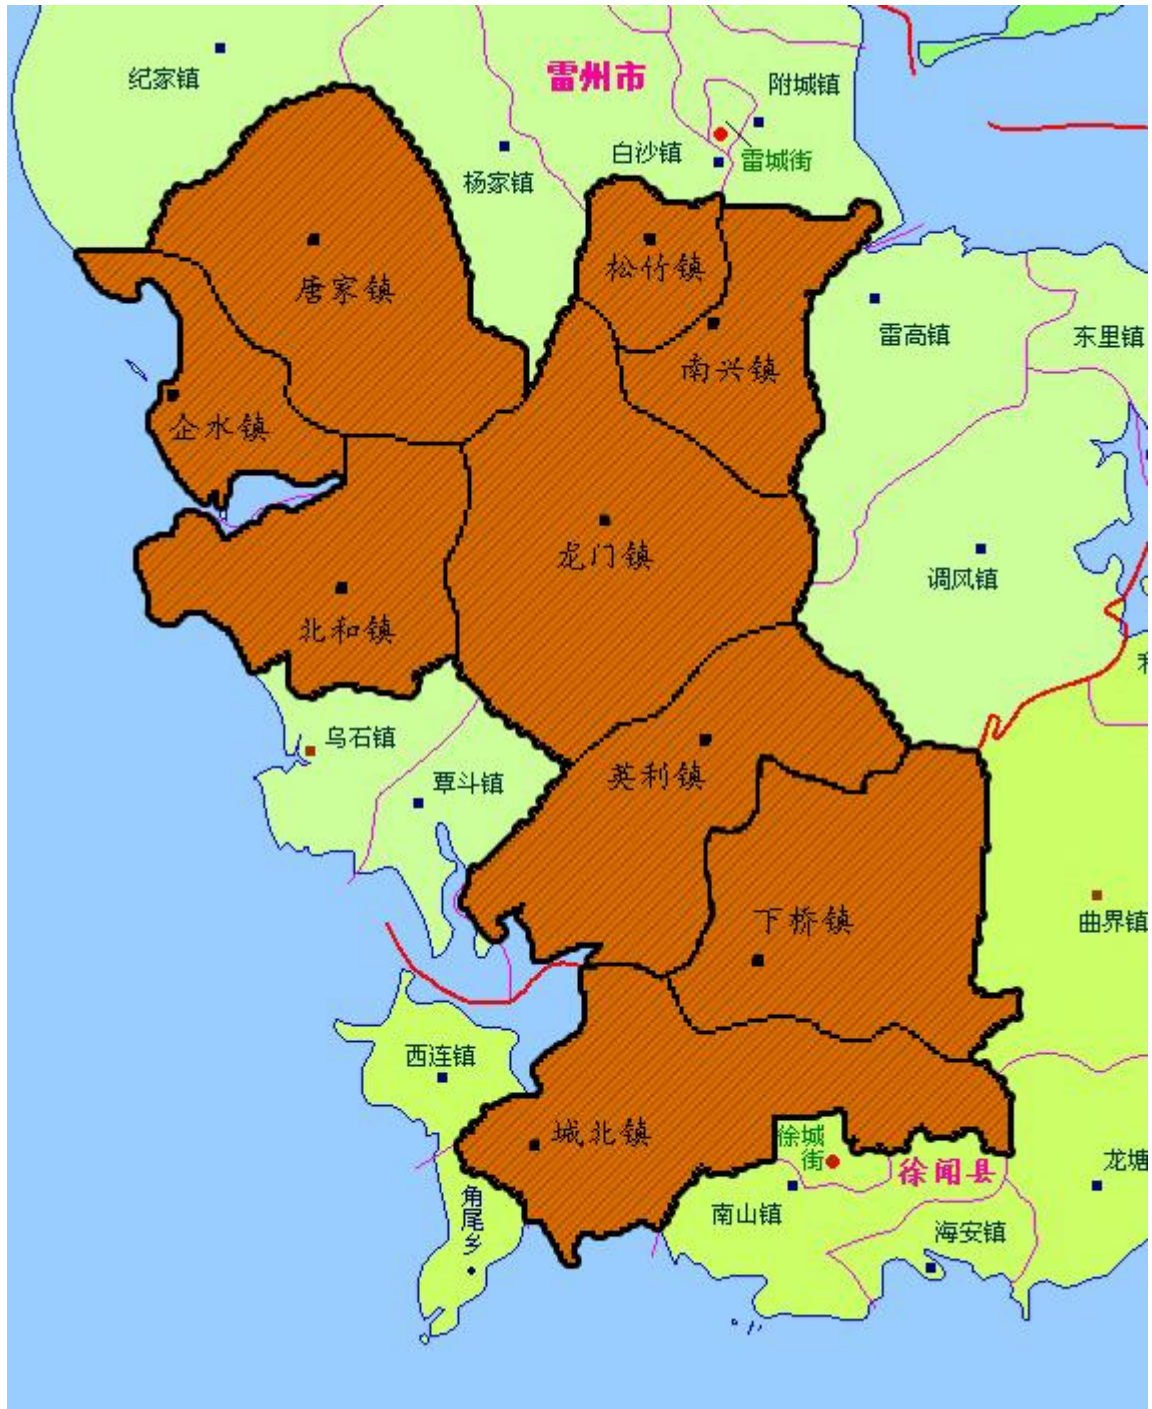 雷州市
纪家镇
附城镇
白沙镇
雷城街
杨家镇
松竹镇
唐家镇
雷高镇
东里镇
南兴镇
企水镇
龙门镇
调风镇
北和镇
乌石镇
英利镇
覃斗镇
下桥镇
曲界镇
西连镇
城北镇
徐城
街
徐闻县
龙塘
角尾乡
南山镇
海安镇